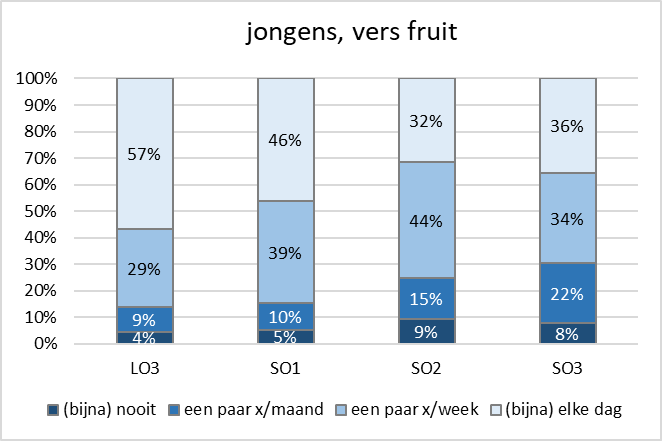 jongens, vers fruit
100%
90%
80%
70%
60%
50%
40%
30%
20%
10%
0%
57% 46% 32% 36%
29% 39% 44% 34%
9% 10% 15% 22%
4% 5% 9% 8%
LO3 SO1 SO2 SO3
(bijna) nooit een paar x/maand een paar x/week (bijna) elke dag